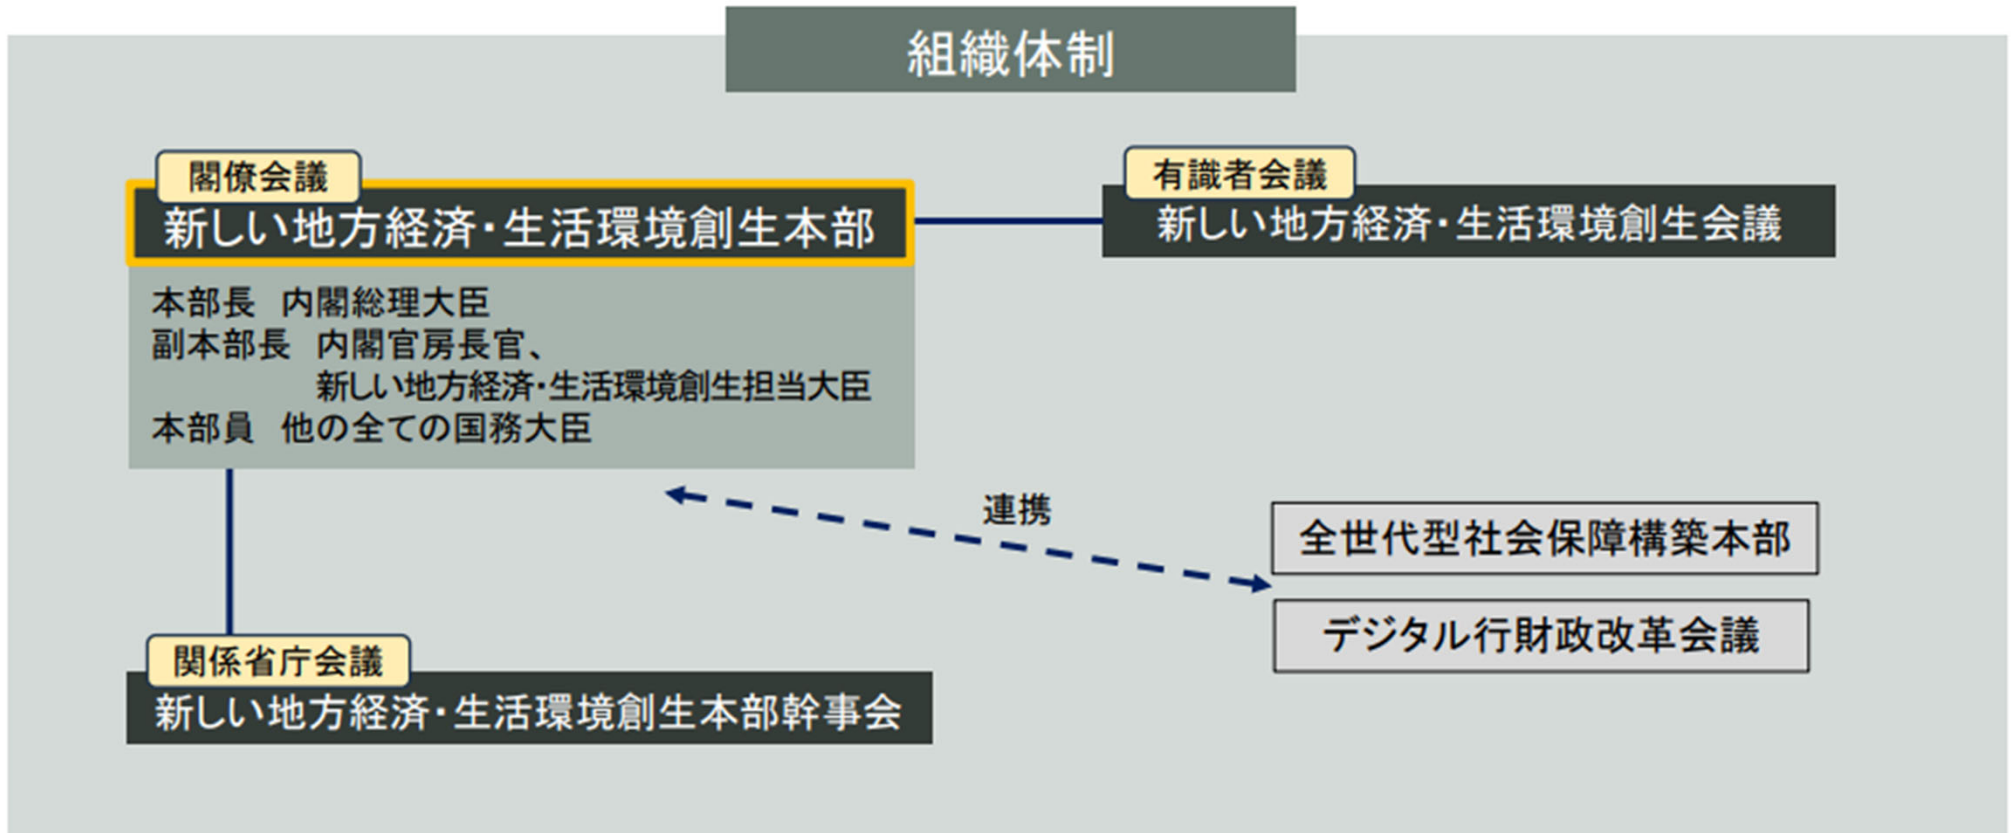 組織体制
閣僚会議
新しい地方経済・生活環境創生本部
有識者会議
新しい地方経済・生活環境創生会議
本部長　内閣総理大臣
副本部長　内閣官房長官、
新しい地方経済・生活環境創生担当大臣
本部員　他の全ての国務大臣
連携
全世代型社会保障構築本部
デジタル行財政改革会議
関係省庁会議
新しい地方経済・生活環境創生本部幹事会